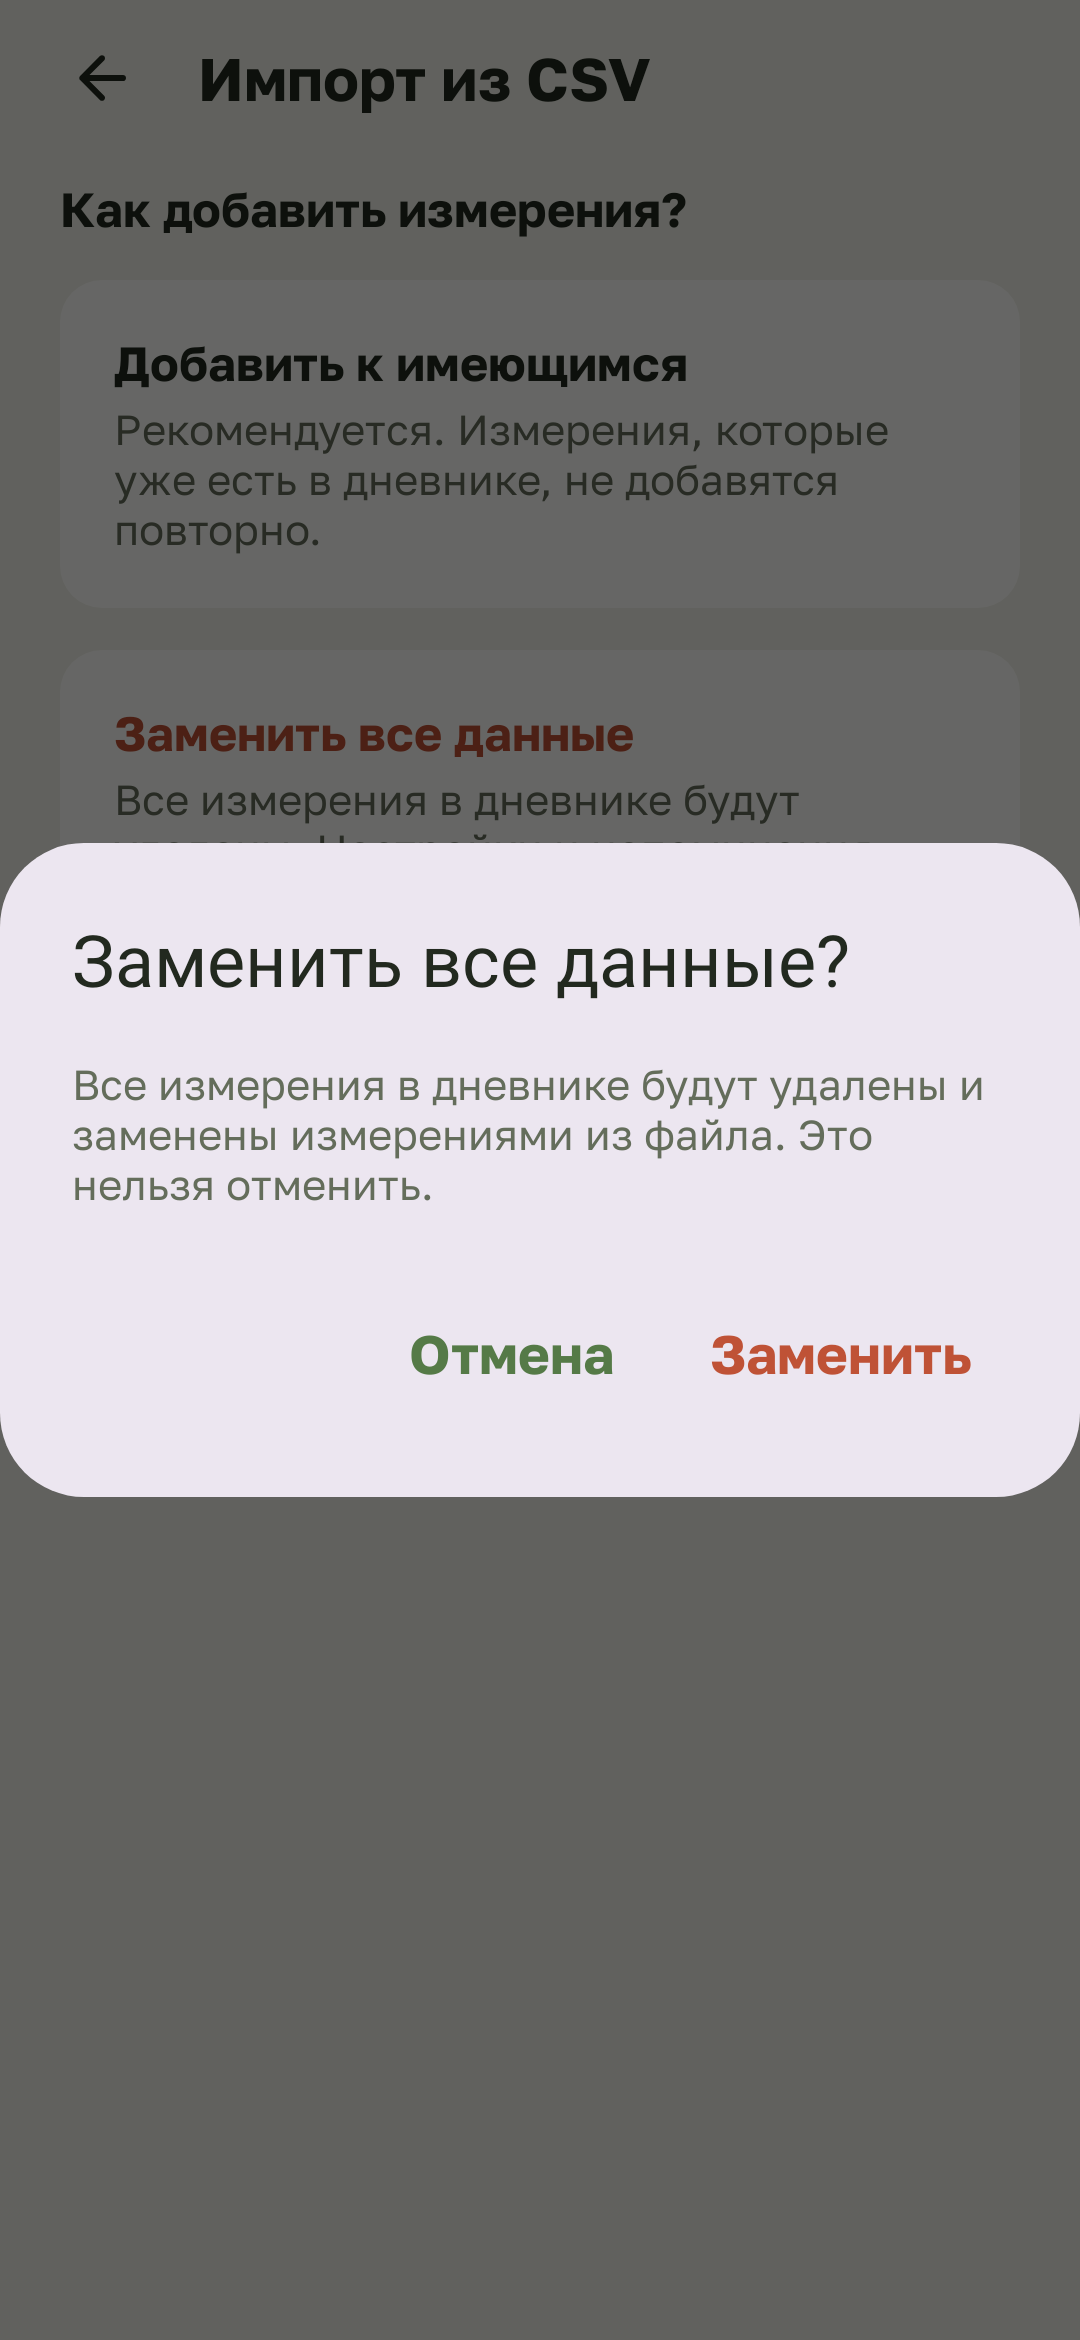 Импорт из CSV
Как добавить измерения?
Добавить к имеющимся
Рекомендуется. Измерения, которые
уже есть в дневнике, не добавятся
повторно.
Заменить все данные
Все измерения в дневнике будут
Заменить все данные?
Все измерения в дневнике будут удалены и
заменены измерениями из файла. Это
нельзя отменить.
Отмена
Заменить